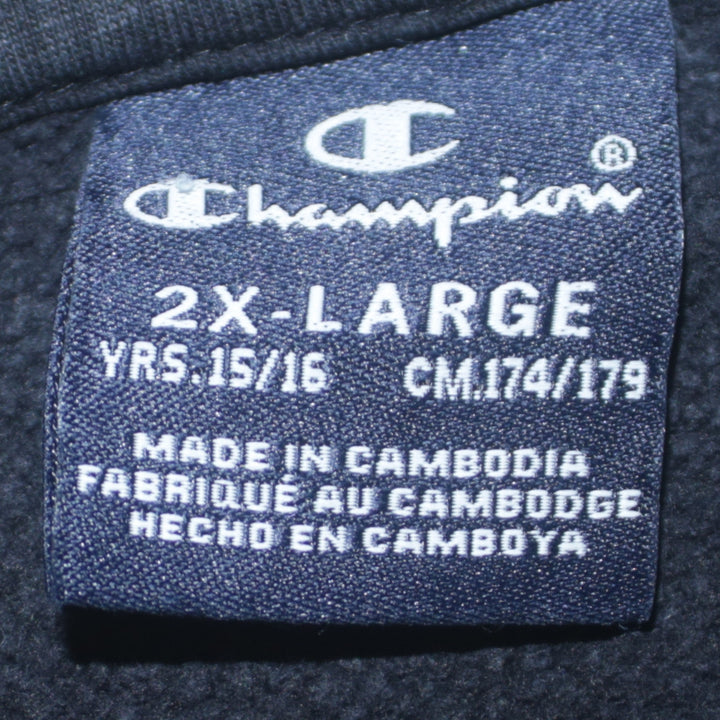 Champion®
2X-LARGE
YRS.15/16 CM.174/179
MADE IN CAMBODIA
FABRIQUÉ AU CAMBODGE
HECHO EN CAMBOYA